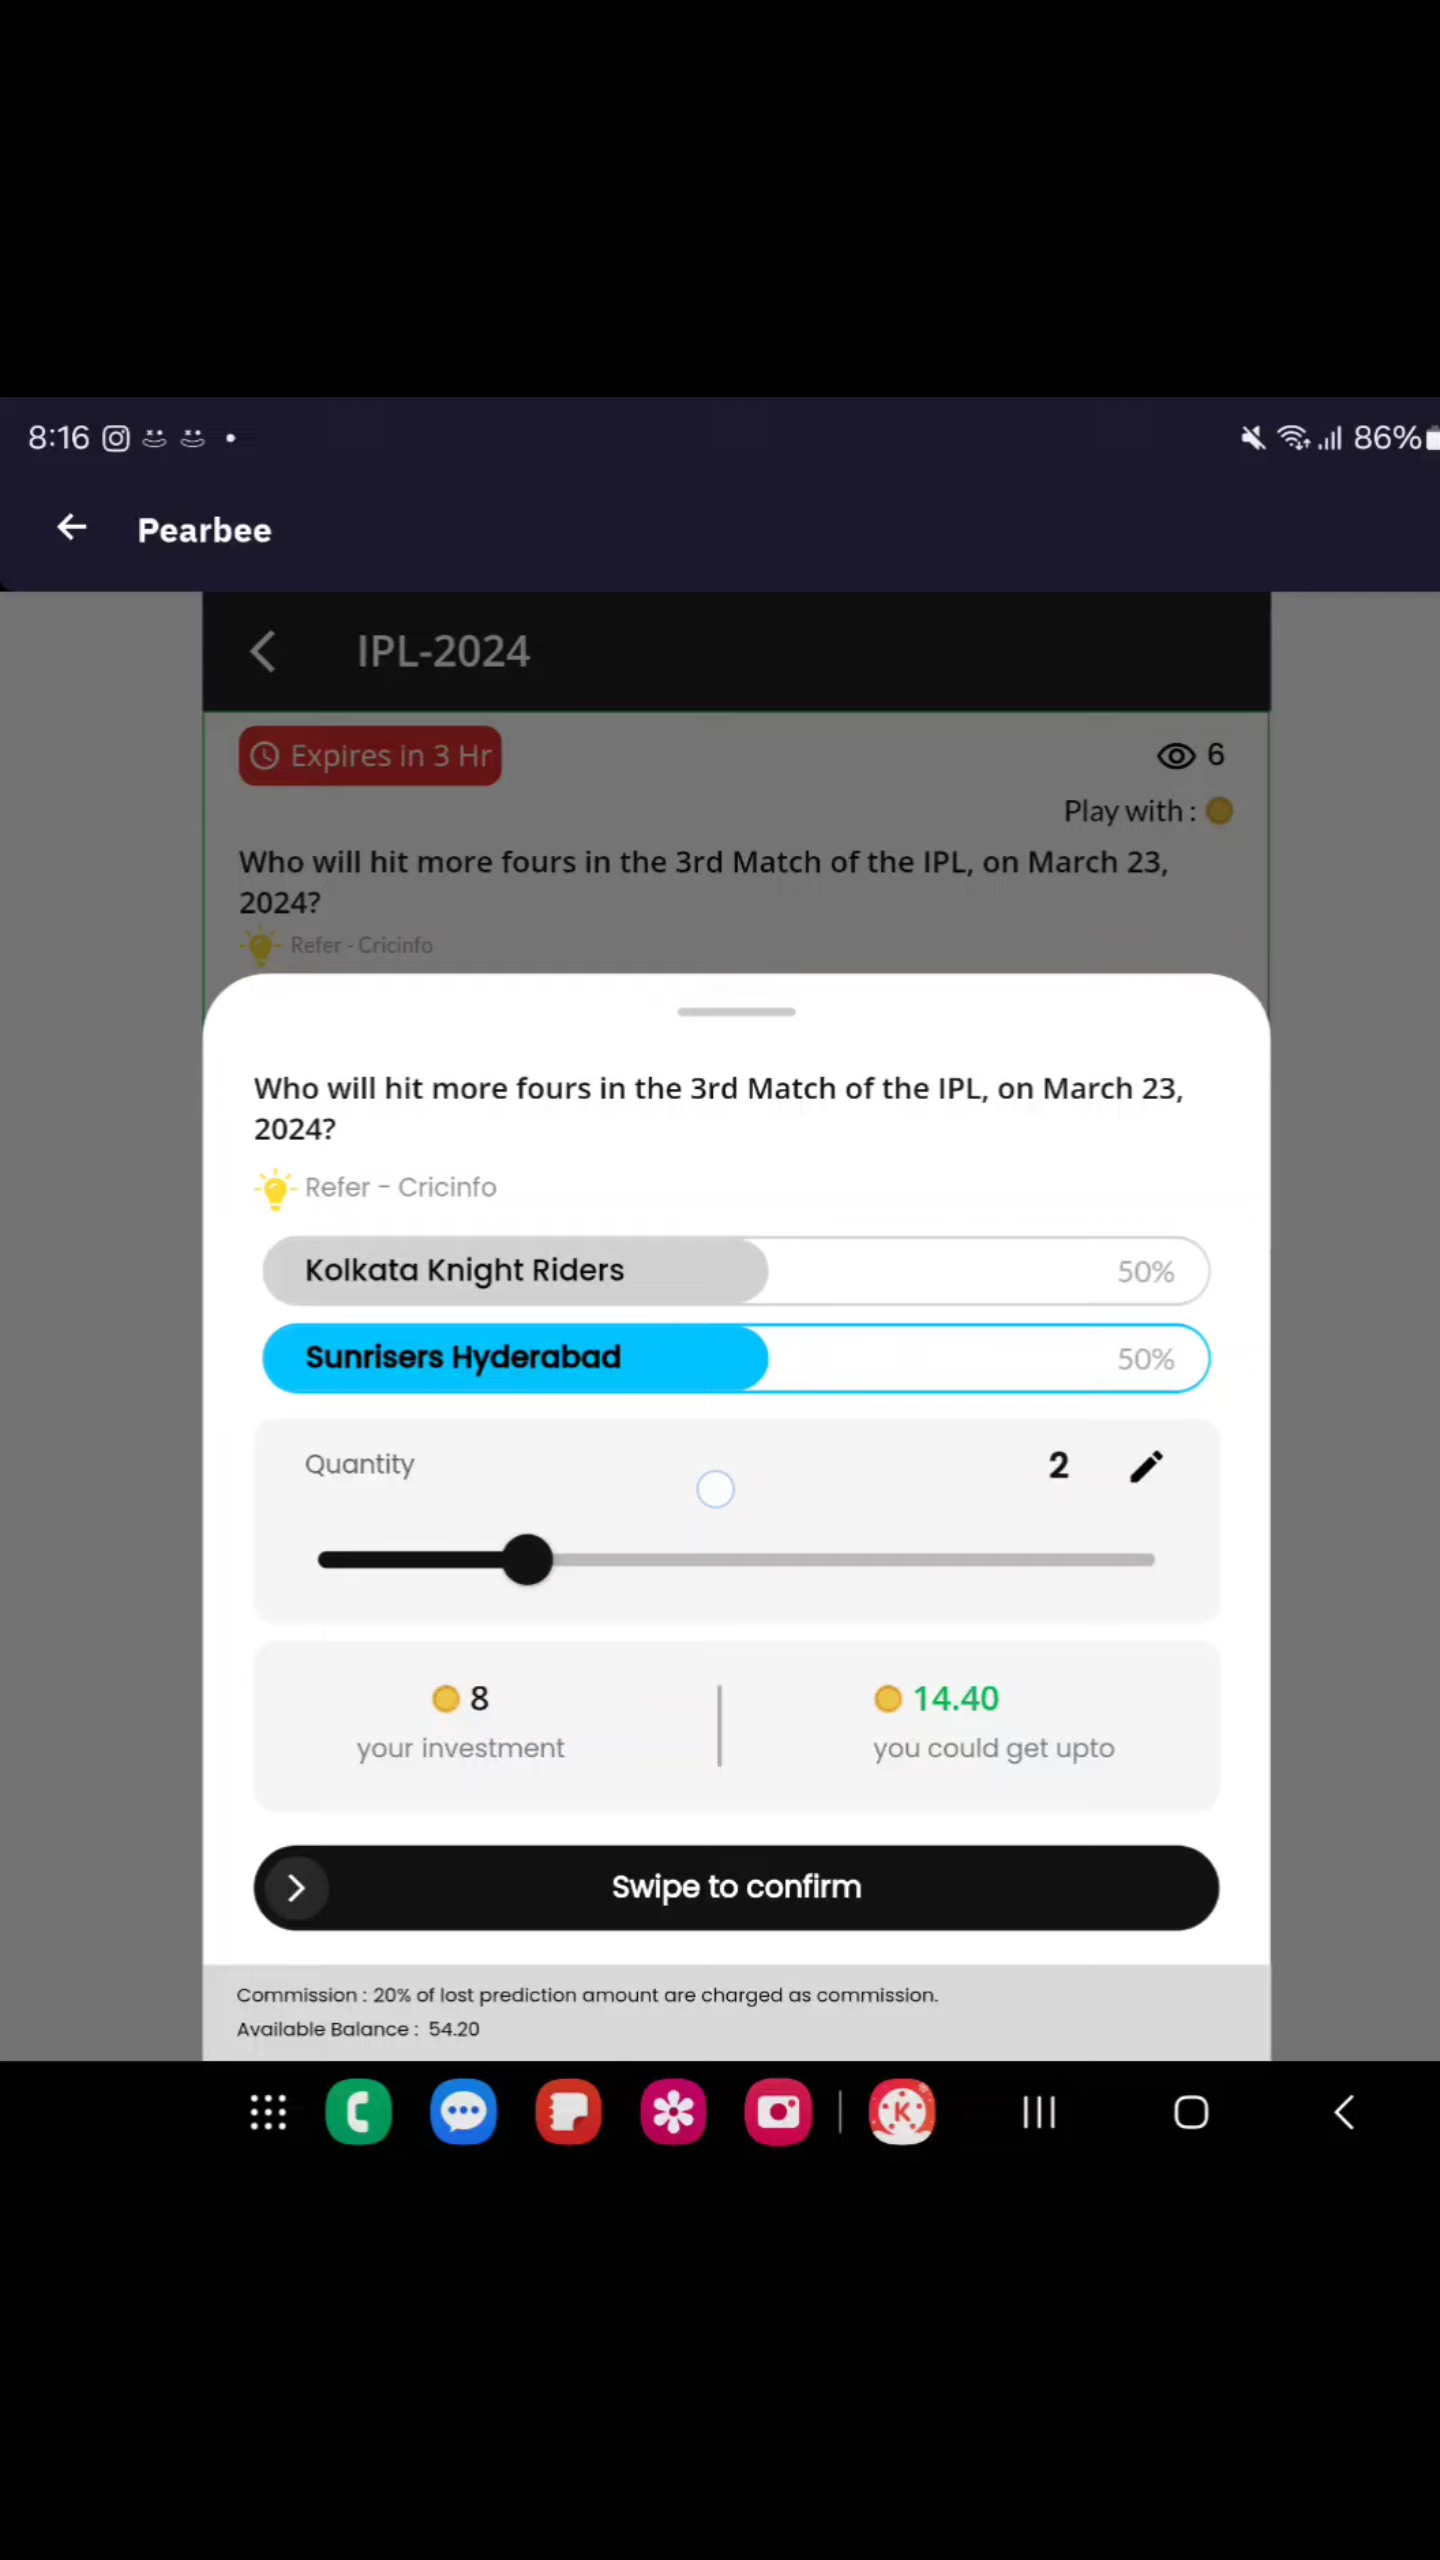 8:16 86%
Pearbee
IPL-2024
Expires in 3 Hr 6
Play with :
Who will hit more fours in the 3rd Match of the IPL, on March 23,
2024?
Refer - Cricinfo
Who will hit more fours in the 3rd Match of the IPL, on March 23,
2024?
Refer - Cricinfo
Kolkata Knight Riders 50%
Sunrisers Hyderabad 50%
Quantity 2
8 14.40
your investment you could get upto
Swipe to confirm
Commission : 20% of lost prediction amount are charged as commission.
Available Balance : 54.20
K